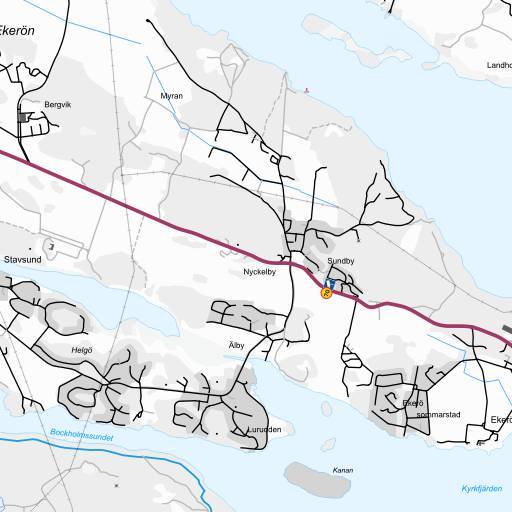 Ekerön
Landho
Myran
Bergvik
Stavsund
Sundby
Nyckelby
Älby
Helgö
Ekerö
sommarstad
Ekerö
Lurudden
Bockholmssundet
Kanan
Kyrkfjärden